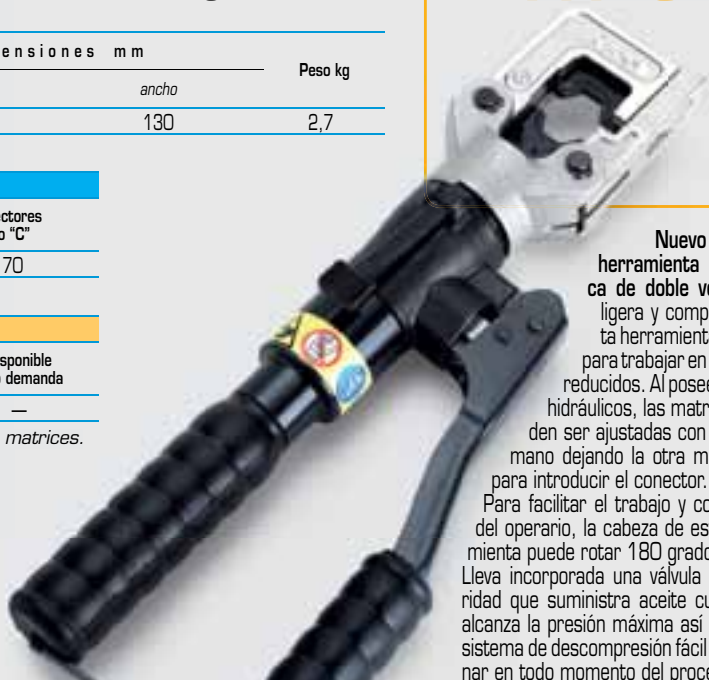 ensiones mm
Peso kg
ancho
130 2,7
ctores
o "C"
70
sponible
o demanda
—
matrices.
Nuevo
herramienta
ca de doble ve
ligera y comp
ta herramient
para trabajar en
reducidos. Al posee
hidráulicos, las matr
den ser ajustadas con
mano dejando la otra m
para introducir el conector.
Para facilitar el trabajo y co
del operario, la cabeza de es
mienta puede rotar 180 grado
Lleva incorporada una válvula
ridad que suministra aceite cu
alcanza la presión máxima así
sistema de descompresión fácil
nar en todo momento del proce